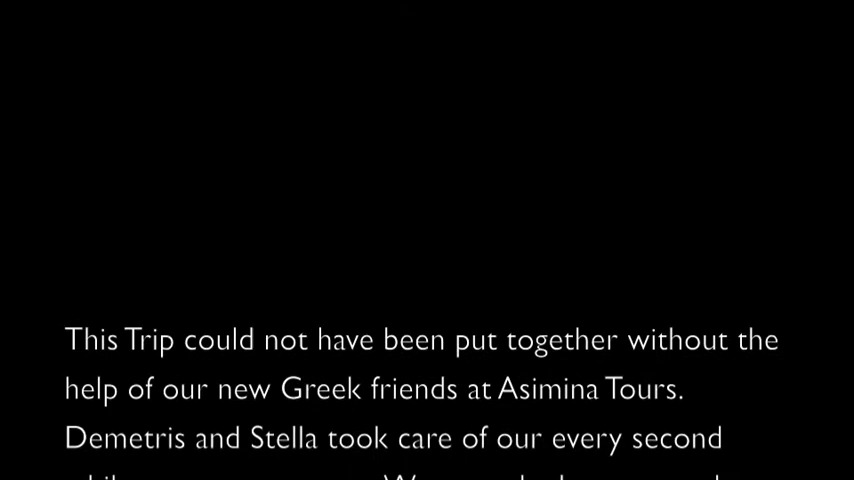 This Trip could not have been put together without the
help of our new Greek friends at Asimina Tours.
Demetris and Stella took care of our every second